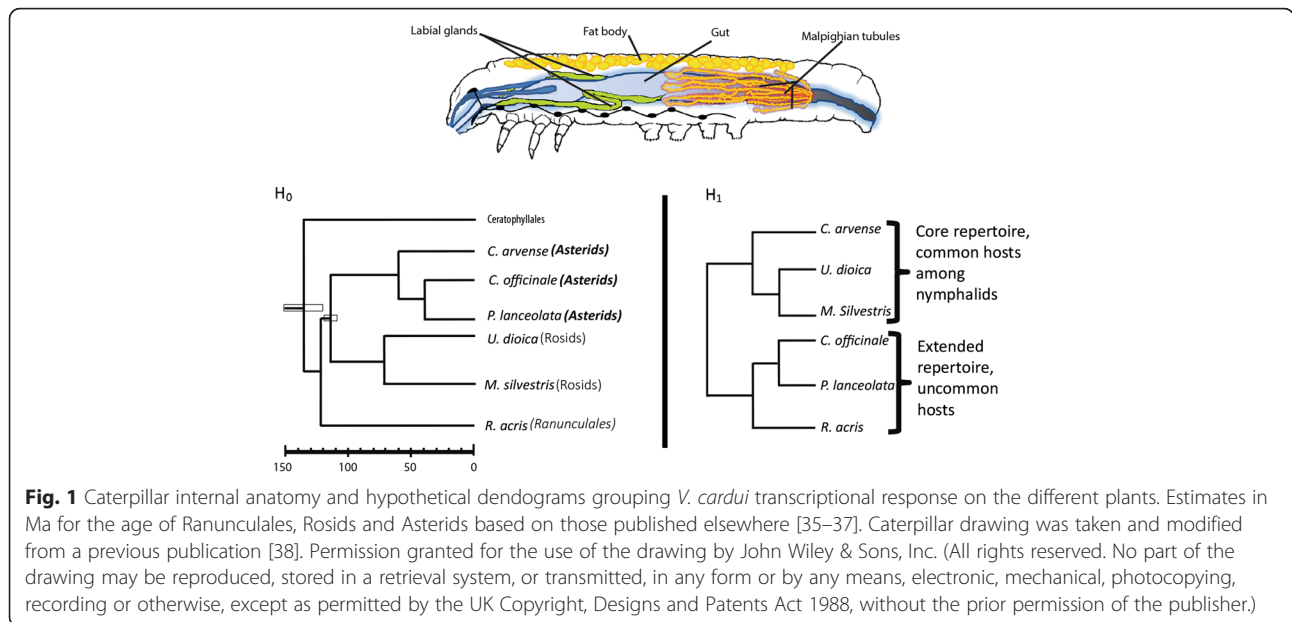 Labial glands
Fat body
Gut
Malpighian tubules
H0
Ceratophyllales
C. arvense (Asterids)
C. officinale (Asterids)
P. lanceolata (Asterids)
U. dioica (Rosids)
M. silvestris (Rosids)
R. acris (Ranunculales)
150 100 50 0
H1
C. arvense
U. dioica
M. Silvestris
C. officinale
P. lanceolata
R. acris
Core repertoire,
common hosts
among
nymphalids
Extended
repertoire,
uncommon
hosts
Fig. 1 Caterpillar internal anatomy and hypothetical dendograms grouping V. cardui transcriptional response on the different plants. Estimates in
Ma for the age of Ranunculales, Rosids and Asterids based on those published elsewhere [35–37]. Caterpillar drawing was taken and modified
from a previous publication [38]. Permission granted for the use of the drawing by John Wiley & Sons, Inc. (All rights reserved. No part of the
drawing may be reproduced, stored in a retrieval system, or transmitted, in any form or by any means, electronic, mechanical, photocopying,
recording or otherwise, except as permitted by the UK Copyright, Designs and Patents Act 1988, without the prior permission of the publisher.)